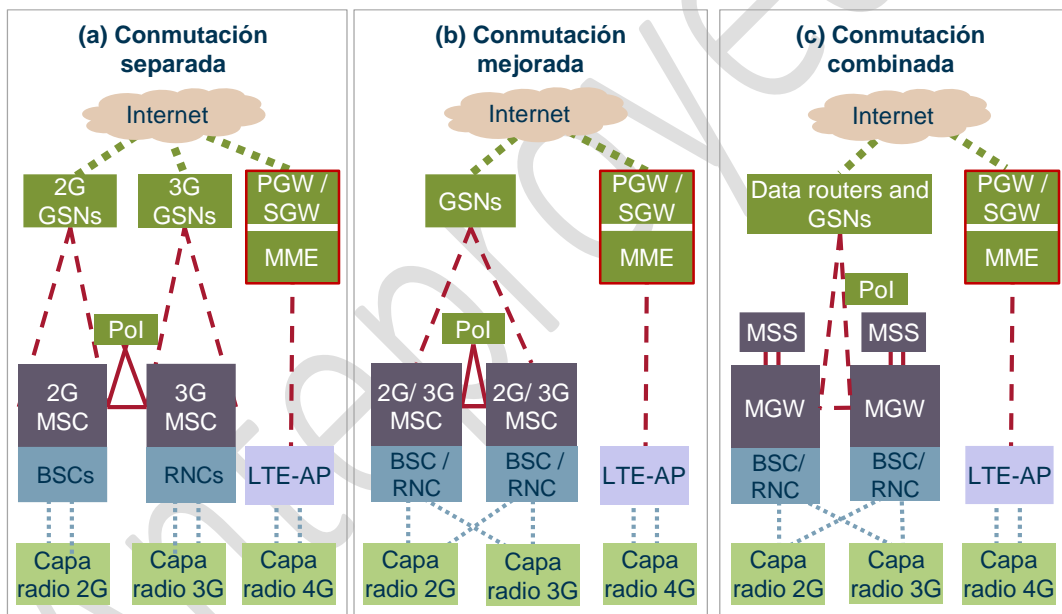 (a) Conmutación
separada
Internet
2G
GSNs
3G
GSNs
PGW /
SGW
MME
PoI
2G
MSC
3G
MSC
BSCs
RNCs
LTE-AP
Capa
radio 2G
Capa
radio 3G
Capa
radio 4G
(b) Conmutación
mejorada
Internet
GSNs
PGW /
SGW
MME
PoI
2G/ 3G
MSC
2G/ 3G
MSC
BSC /
RNC
BSC /
RNC
LTE-AP
Capa
radio 2G
Capa
radio 3G
Capa
radio 4G
(c) Conmutación
combinada
Internet
Data routers and
GSNs
PGW /
SGW
MME
PoI
MSS
MSS
MGW
MGW
BSC/
RNC
BSC/
RNC
LTE-AP
Capa
radio 2G
Capa
radio 3G
Capa
radio 4G